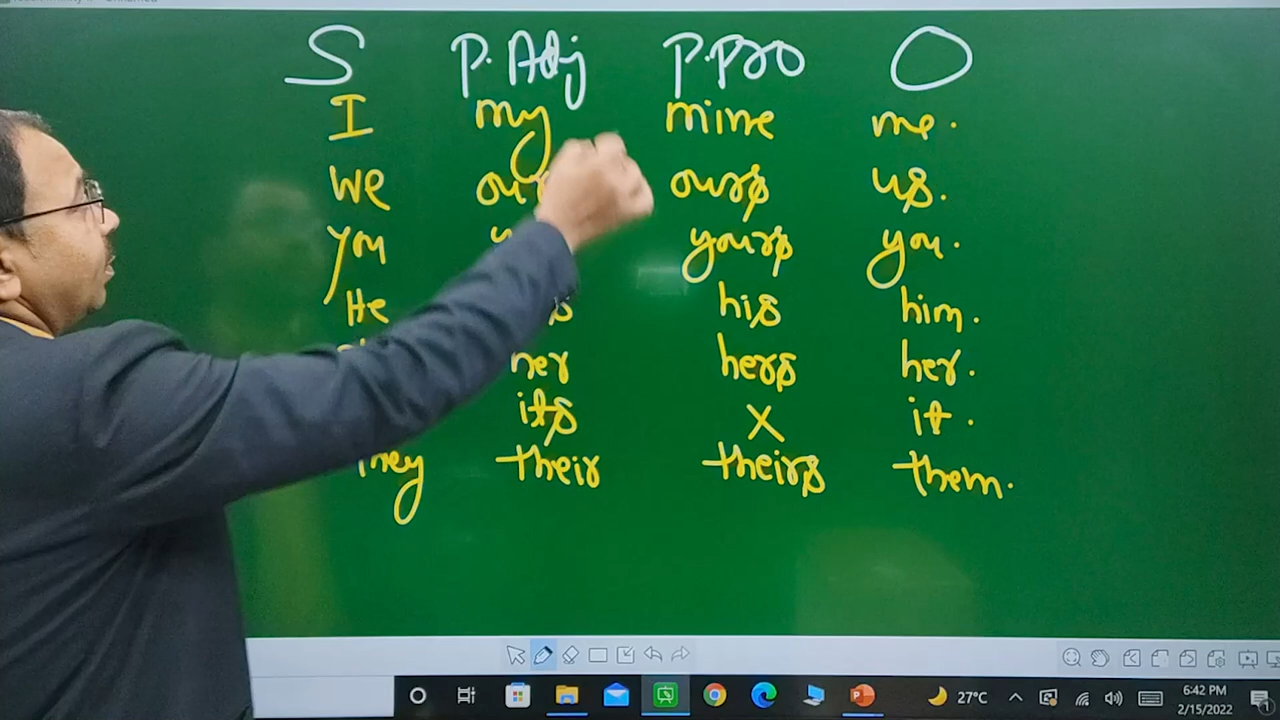 S P. Adj P. Pro O
I my mine me.
we ours us.
you yours you.
He his him.
her hers her.
its X it.
they their theirs them.
27°C
6:42 PM
2/15/2022